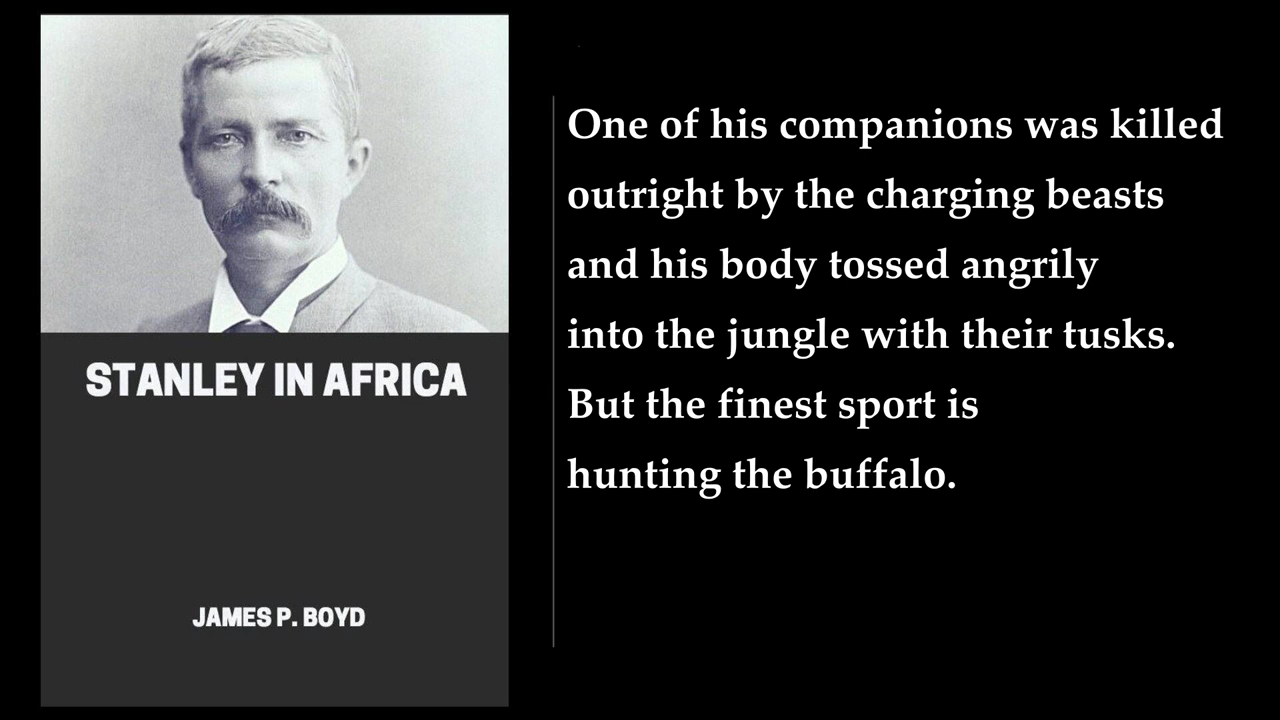 STANLEY IN AFRICA
JAMES P. BOYD
One of his companions was killed
outright by the charging beasts
and his body tossed angrily
into the jungle with their tusks.
But the finest sport is
hunting the buffalo.